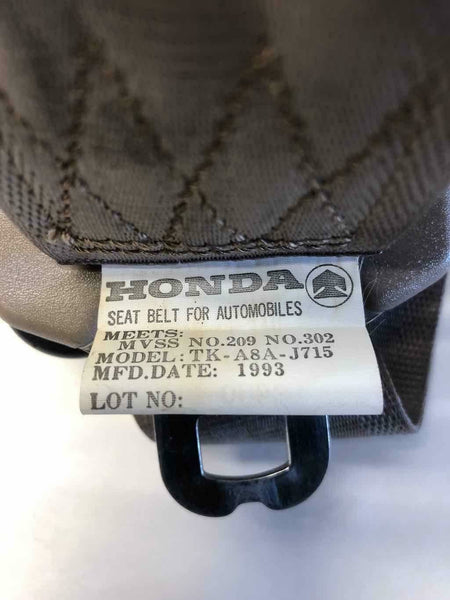 HONDA
SEAT BELT FOR AUTOMOBILES
MEETS:
MVSS NO.209 NO.302
MODEL: TK-A8A-J715
MFD.DATE: 1993
LOT NO: